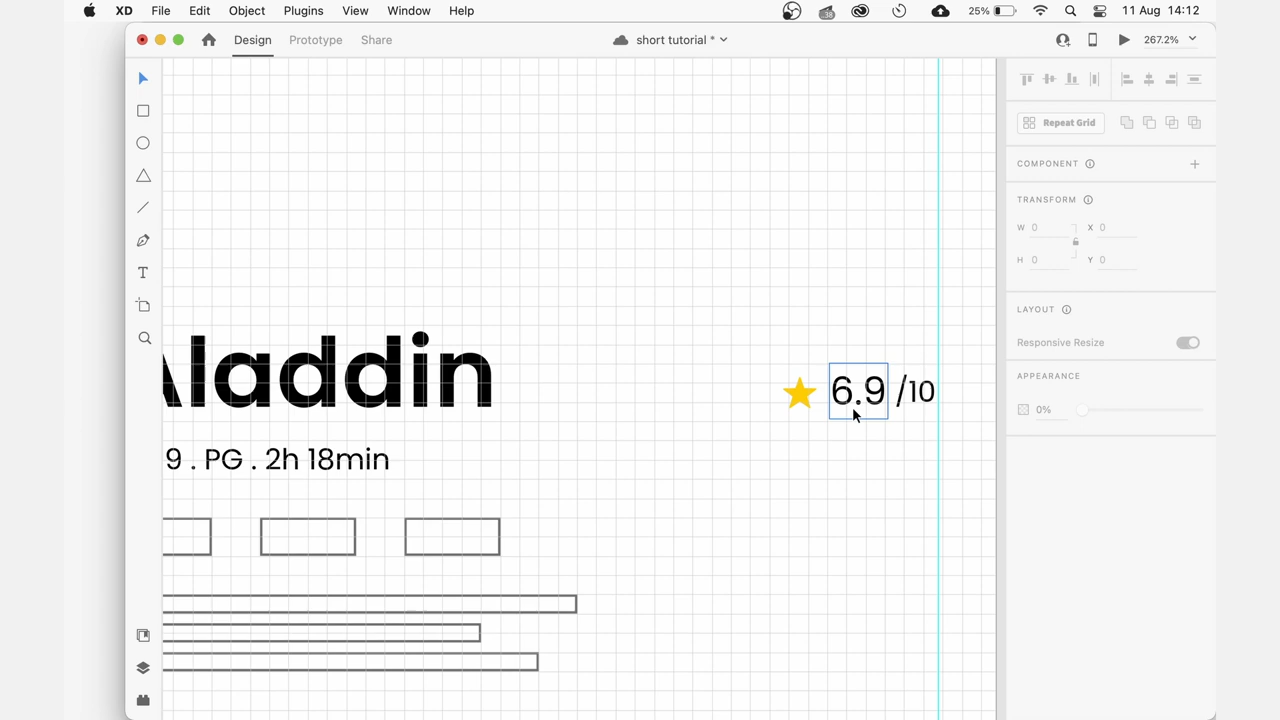 XD File Edit Object Plugins View Window Help 25% 11 Aug 14:12
Design Prototype Share short tutorial * 267.2%
Repeat Grid
COMPONENT
TRANSFORM
W 0 X 0
H 0 Y 0
LAYOUT
Responsive Resize
APPEARANCE
0%
Aladdin
6.9 /10
9 . PG . 2h 18min